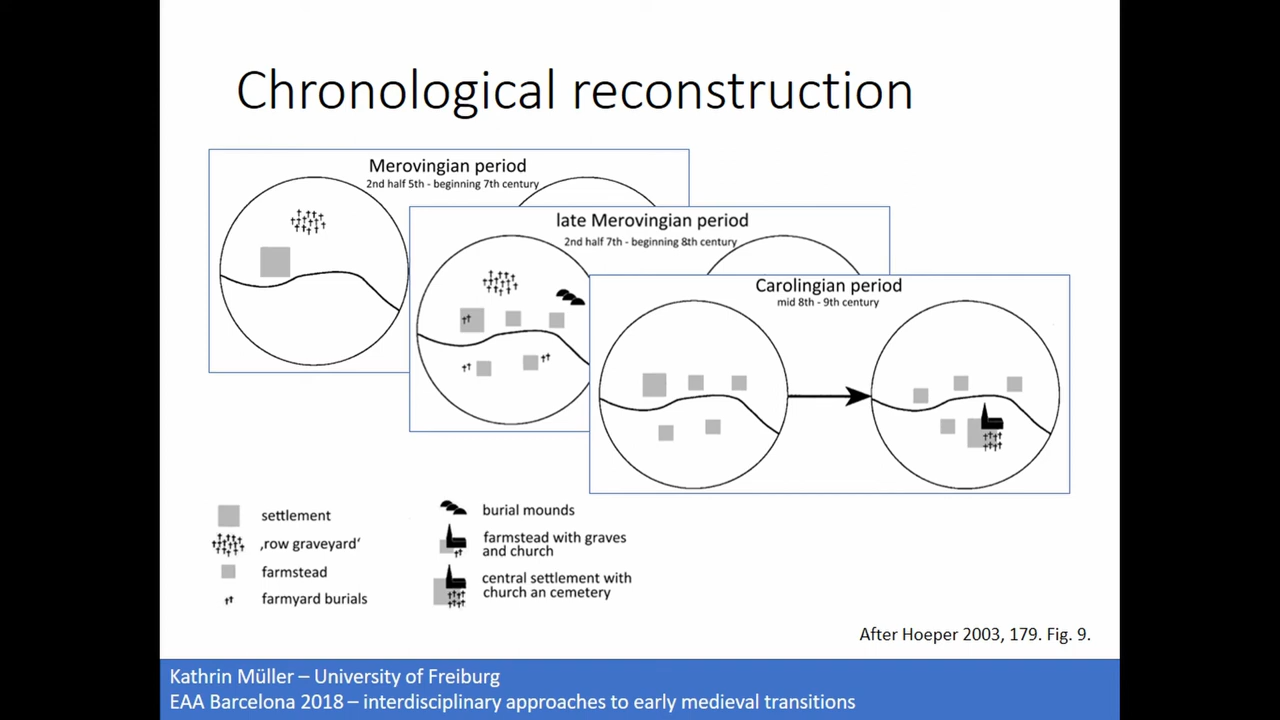 Chronological reconstruction
Merovingian period
2nd half 5th - beginning 7th century
late Merovingian period
2nd half 7th - beginning 8th century
Carolingian period
mid 8th - 9th century
settlement
‚row graveyard‘
farmstead
farmyard burials
burial mounds
farmstead with graves
and church
central settlement with
church an cemetery
After Hoeper 2003, 179. Fig. 9.
Kathrin Müller – University of Freiburg
EAA Barcelona 2018 – interdisciplinary approaches to early medieval transitions